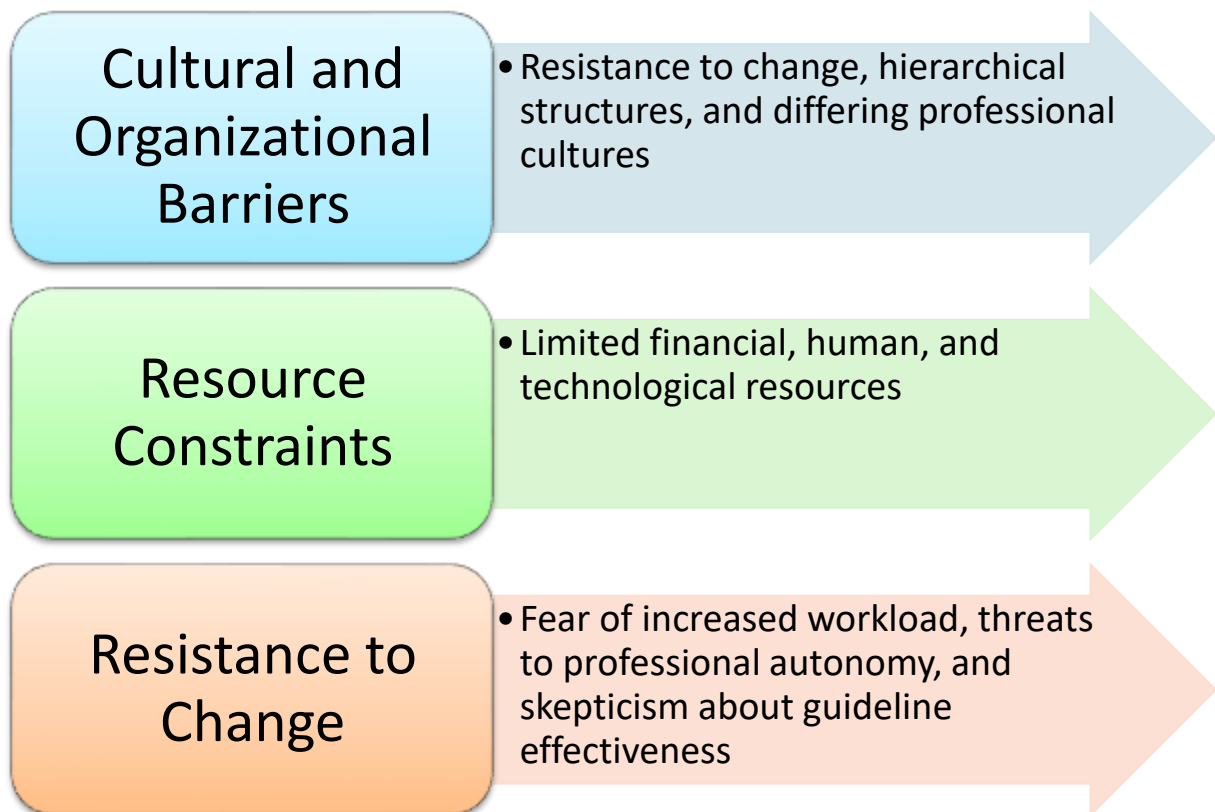 Cultural and
Organizational
Barriers
• Resistance to change, hierarchical
structures, and differing professional
cultures
Resource
Constraints
• Limited financial, human, and
technological resources
Resistance to
Change
• Fear of increased workload, threats
to professional autonomy, and
skepticism about guideline
effectiveness